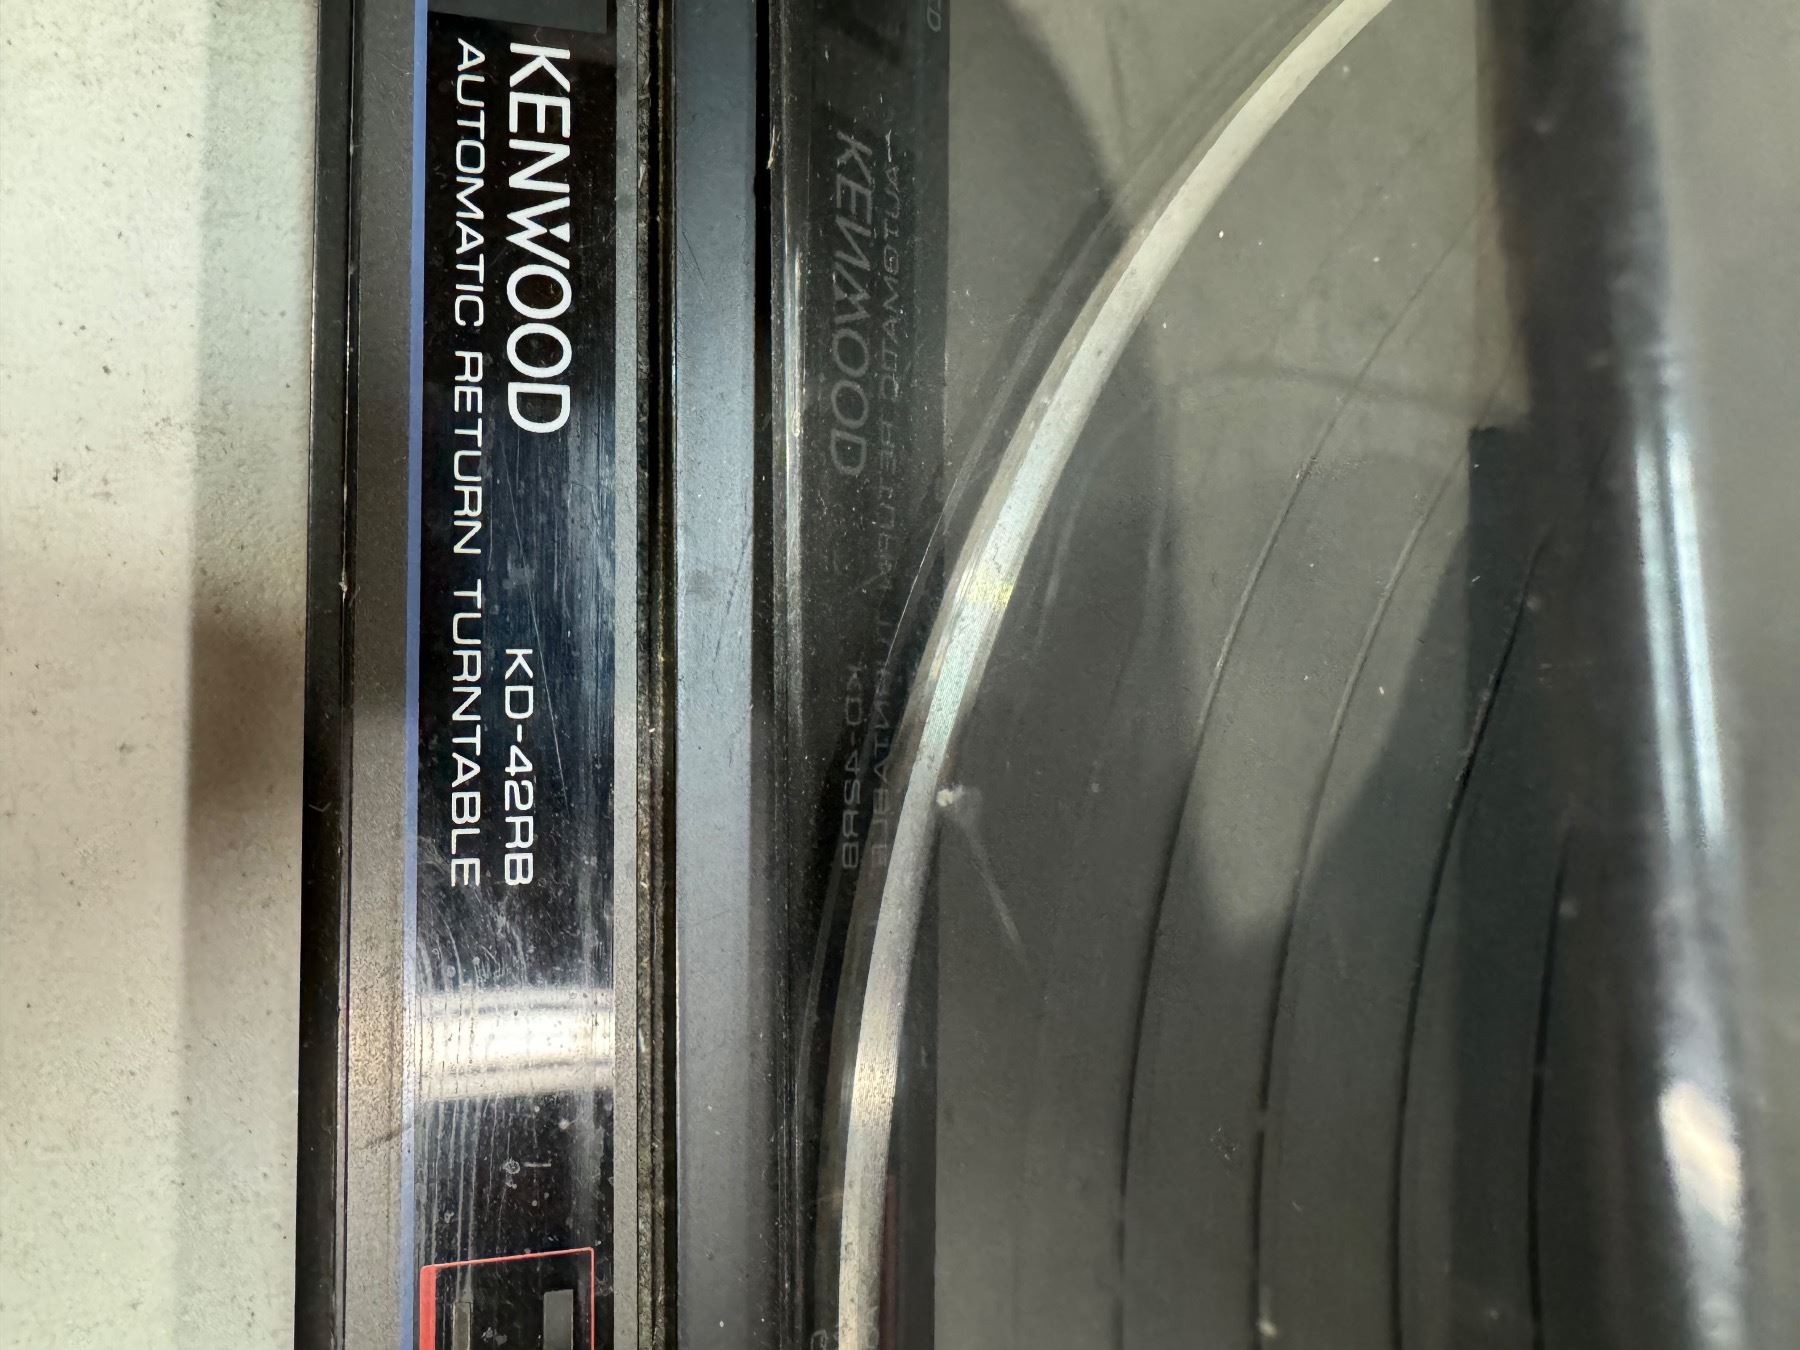 KENWOOD
KD-42RB
AUTOMATIC RETURN TURNTABLE